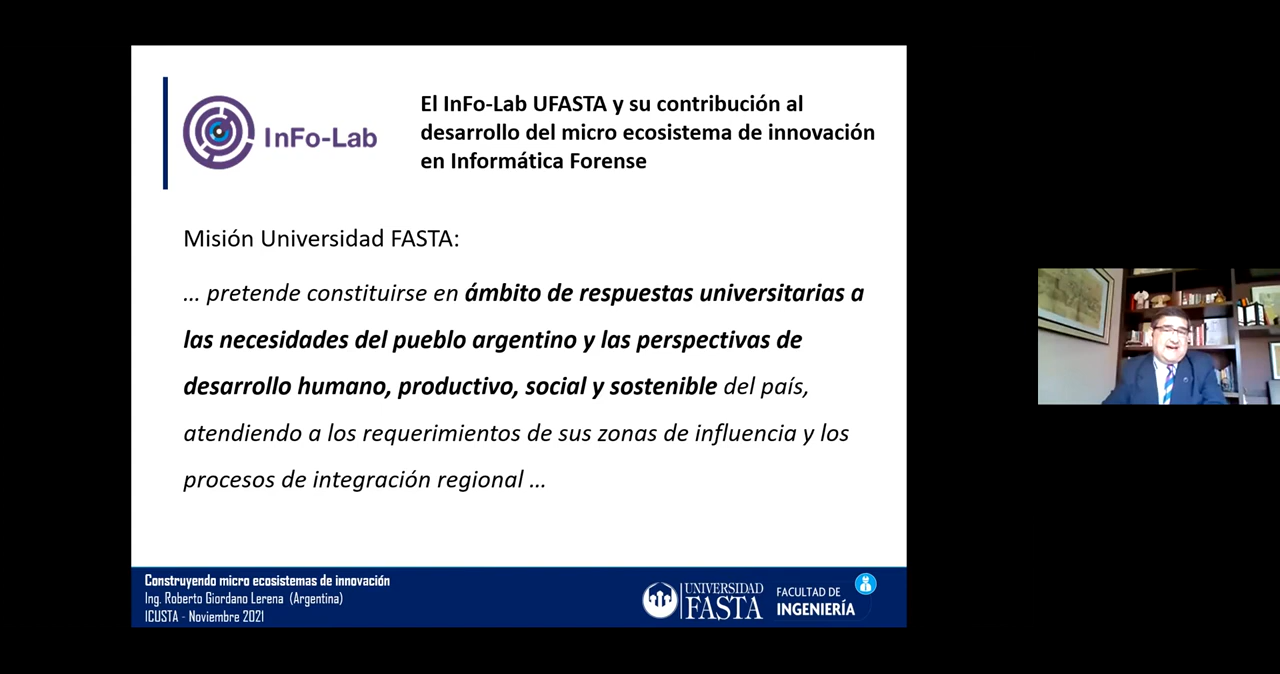 InFo-Lab
El InFo-Lab UFASTA y su contribución al
desarrollo del micro ecosistema de innovación
en Informática Forense
Misión Universidad FASTA:
… pretende constituirse en ámbito de respuestas universitarias a
las necesidades del pueblo argentino y las perspectivas de
desarrollo humano, productivo, social y sostenible del país,
atendiendo a los requerimientos de sus zonas de influencia y los
procesos de integración regional …
Construyendo micro ecosistemas de innovación
Ing. Roberto Giordano Lerena (Argentina)
ICUSTA - Noviembre 2021
UNIVERSIDAD
FASTA
FACULTAD DE
INGENIERÍA